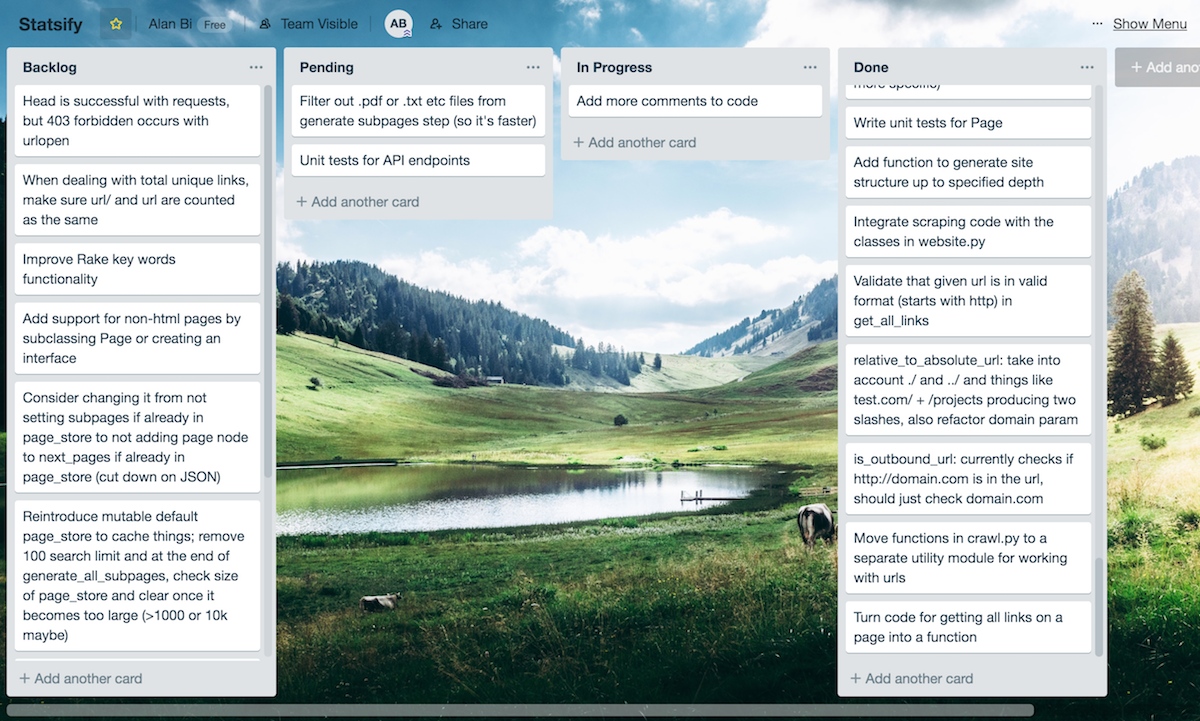 Statsify
Alan Bi Free
Team Visible
AB
Share
··· Show Menu
Backlog
Head is successful with requests,
but 403 forbidden occurs with
urlopen
When dealing with total unique links,
make sure url/ and url are counted
as the same
Improve Rake key words
functionality
Add support for non-html pages by
subclassing Page or creating an
interface
Consider changing it from not
setting subpages if already in
page_store to not adding page node
to next_pages if already in
page_store (cut down on JSON)
Reintroduce mutable default
page_store to cache things; remove
100 search limit and at the end of
generate_all_subpages, check size
of page_store and clear once it
becomes too large (>1000 or 10k
maybe)
+ Add another card
Pending
Filter out .pdf or .txt etc files from
generate subpages step (so it's faster)
Unit tests for API endpoints
+ Add another card
In Progress
Add more comments to code
+ Add another card
Done
more specific)
Write unit tests for Page
Add function to generate site
structure up to specified depth
Integrate scraping code with the
classes in website.py
Validate that given url is in valid
format (starts with http) in
get_all_links
relative_to_absolute_url: take into
account ./ and ../ and things like
test.com/ + /projects producing two
slashes, also refactor domain param
is_outbound_url: currently checks if
http://domain.com is in the url,
should just check domain.com
Move functions in crawl.py to a
separate utility module for working
with urls
Turn code for getting all links on a
page into a function
+ Add another card
+ Add ano